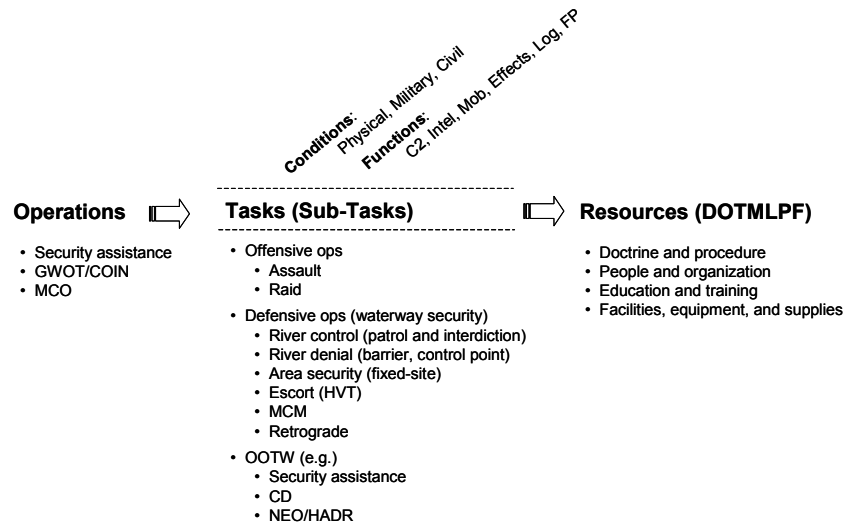 Conditions:
Physical, Military, Civil
Functions:
C2, Intel, Mob, Effects, Log, FP
Operations
• Security assistance
• GWOT/COIN
• MCO
Tasks (Sub-Tasks)
• Offensive ops
• Assault
• Raid
• Defensive ops (waterway security)
• River control (patrol and interdiction)
• River denial (barrier, control point)
• Area security (fixed-site)
• Escort (HVT)
• MCM
• Retrograde
• OOTW (e.g.)
• Security assistance
• CD
• NEO/HADR
Resources (DOTMLPF)
• Doctrine and procedure
• People and organization
• Education and training
• Facilities, equipment, and supplies